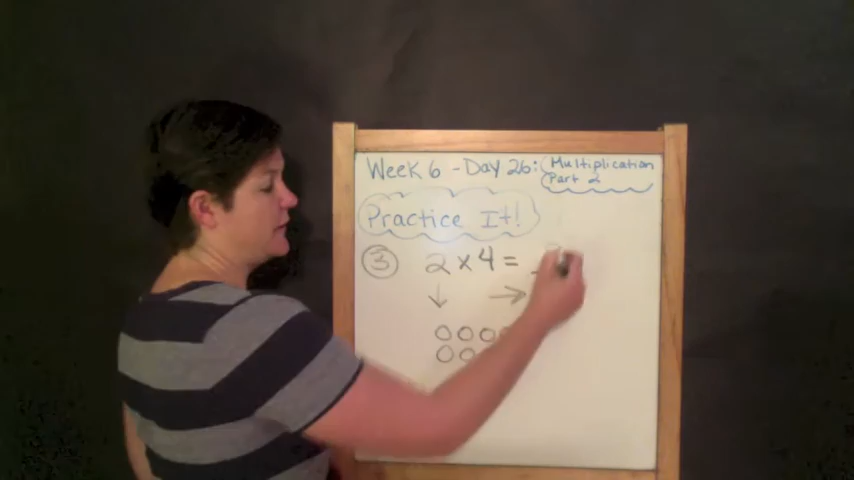 Week 6 - Day 26: Multiplication
Part 2
Practice It!
3 2 x 4 =